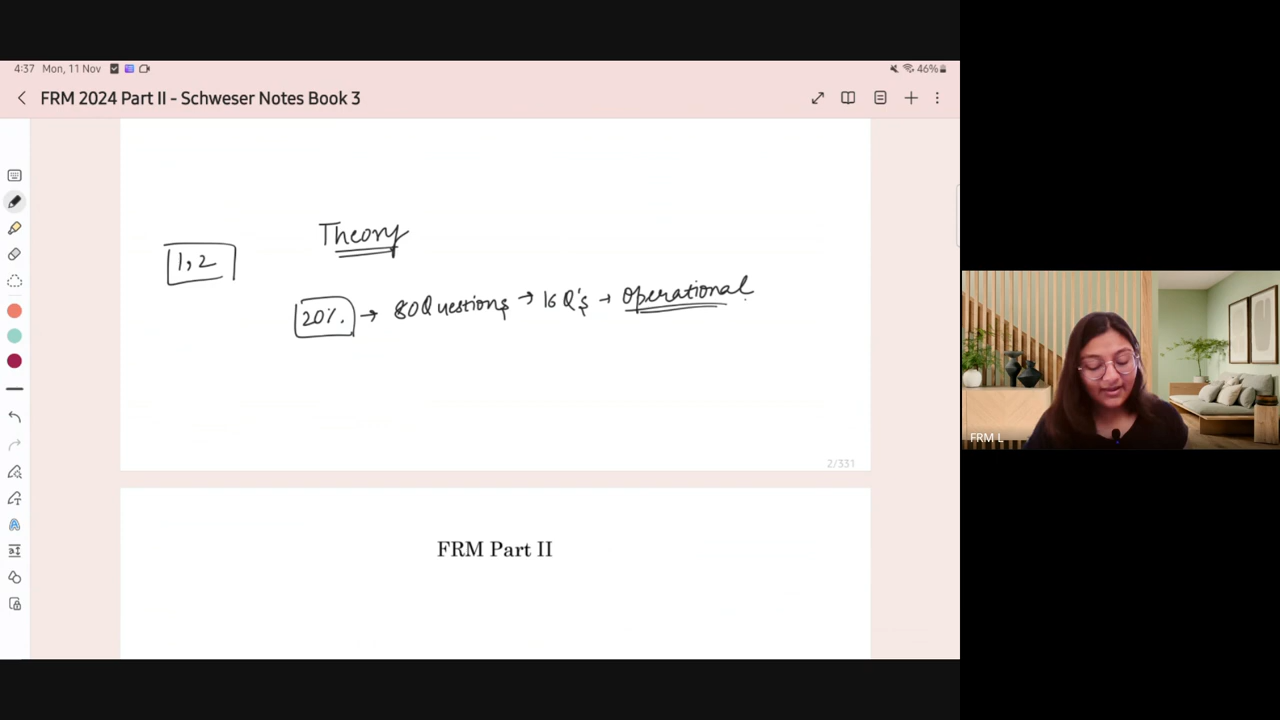 4:37 Mon, 11 Nov
46%
FRM 2024 Part II - Schweser Notes Book 3
Theory
1,2
20% → 80Questions → 16 Q's → Operational
2/331
FRM Part II
FRM L